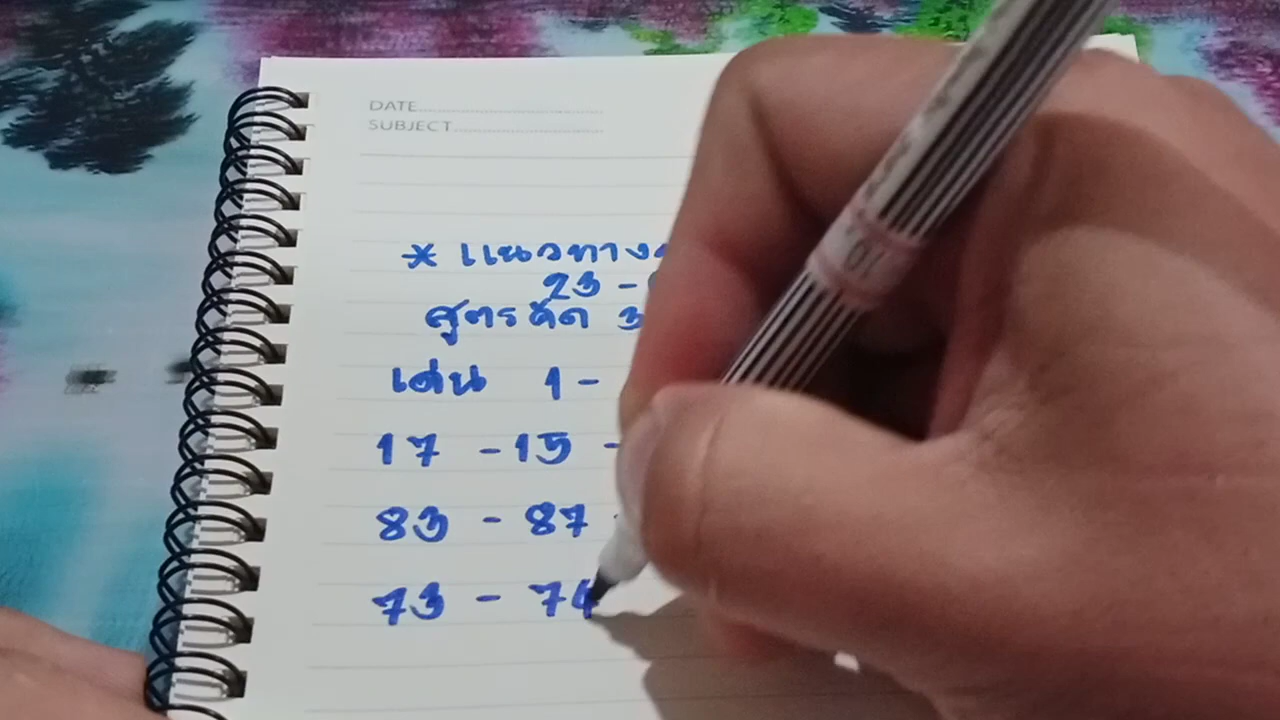 DATE
SUBJECT
* แนวทาง
23 -
สูตรคัด 3
เด่น 1 -
17 - 15 -
83 - 87
73 - 74